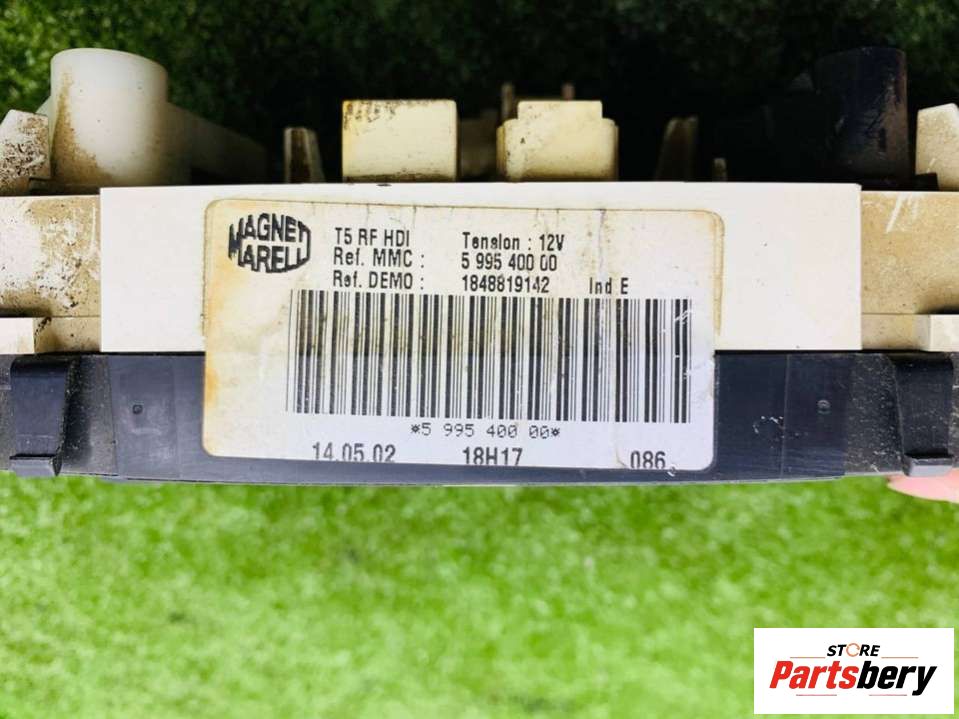 MAGNETI
MARELLI
T5 RF HDI Tension : 12V
Ref. MMC : 5 995 400 00
Ref. DEMO : 1848819142 Ind E
*5 995 400 00*
14.05.02 18H17 086
STORE
Partsbery